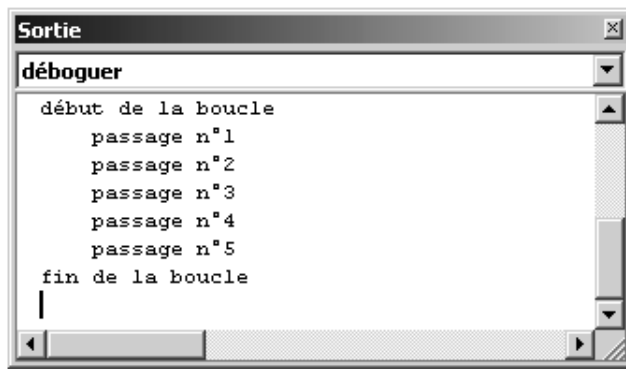 Sortie
déboguer
début de la boucle
passage n°1
passage n°2
passage n°3
passage n°4
passage n°5
fin de la boucle